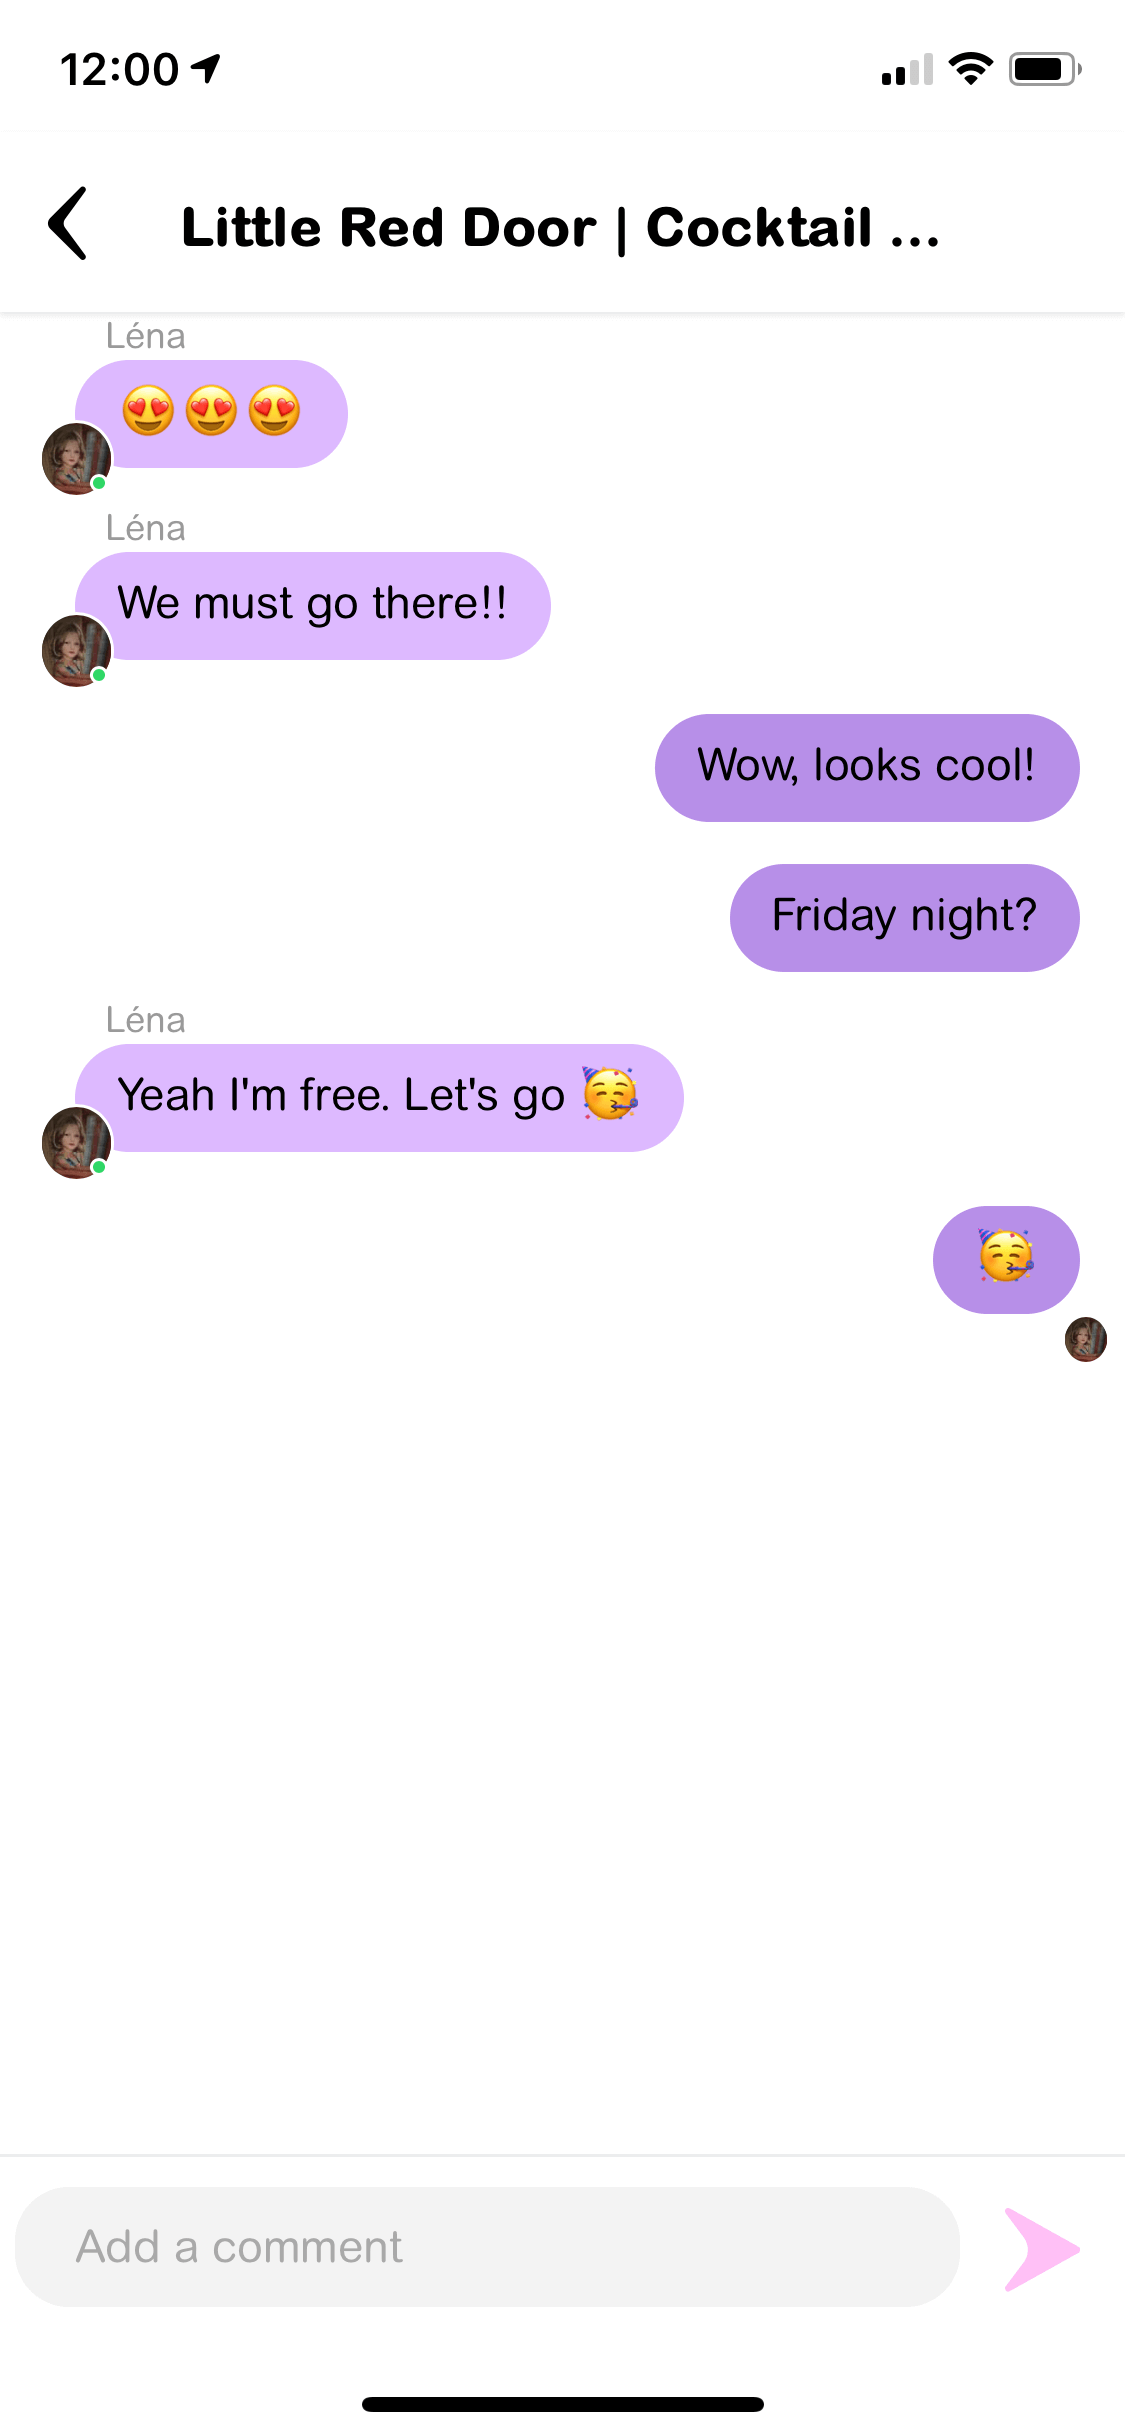 12:00
Little Red Door | Cocktail ...
Léna
😍😍😍
Léna
We must go there!!
Wow, looks cool!
Friday night?
Léna
Yeah I'm free. Let's go 🥳
🥳
Add a comment